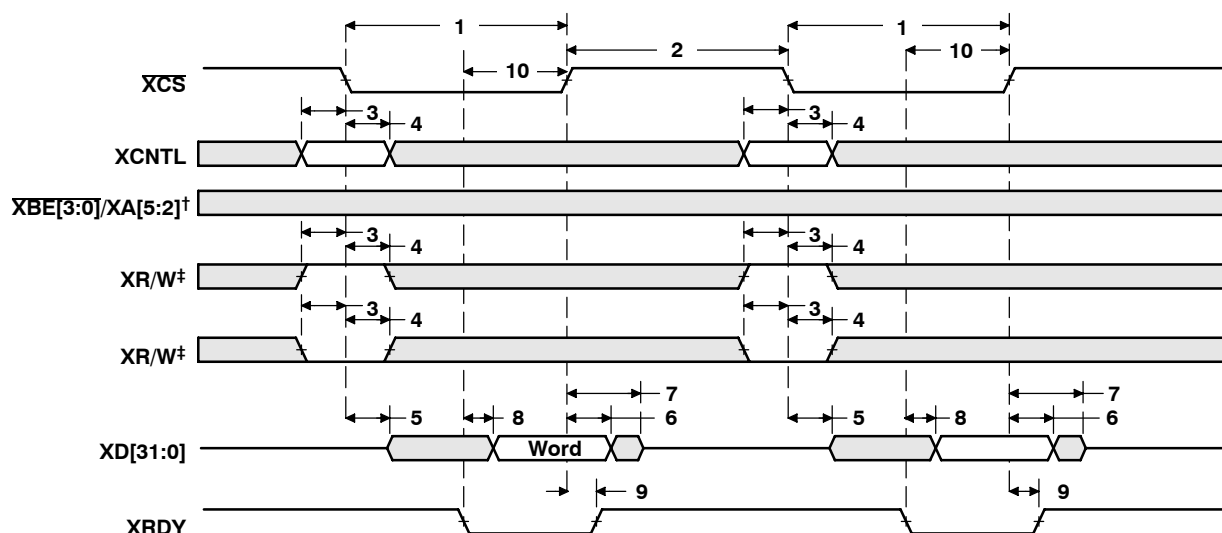 1 1
2
10 10
XCS
3 3
4 4
XCNTL
XBE[3:0]/XA[5:2]†
3 3
4 4
XR/W‡
3 3
4 4
XR/W‡
7 7
5 8 6 5 8 6
XD[31:0] Word
9 9
XRDY